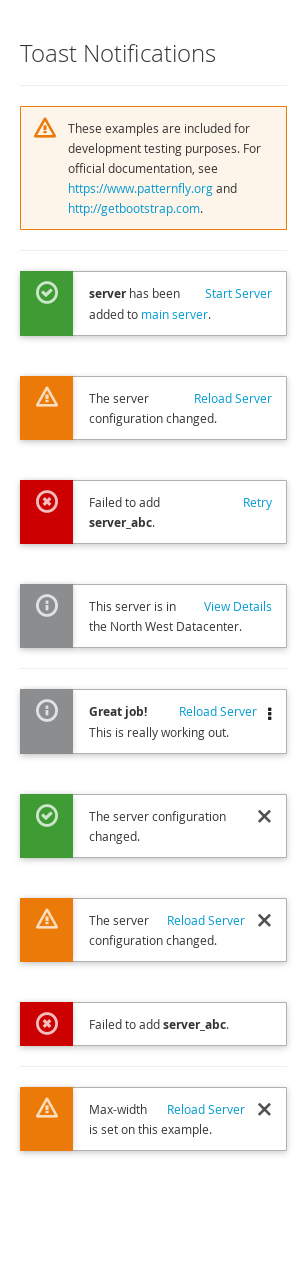 Toast Notifications
These examples are included for
development testing purposes. For
official documentation, see
https://www.patternfly.org and
http://getbootstrap.com.
server has been Start Server
added to main server.
The server Reload Server
configuration changed.
Failed to add Retry
server_abc.
This server is in View Details
the North West Datacenter.
Great job! Reload Server
This is really working out.
The server configuration
changed.
The server Reload Server
configuration changed.
Failed to add server_abc.
Max-width Reload Server
is set on this example.